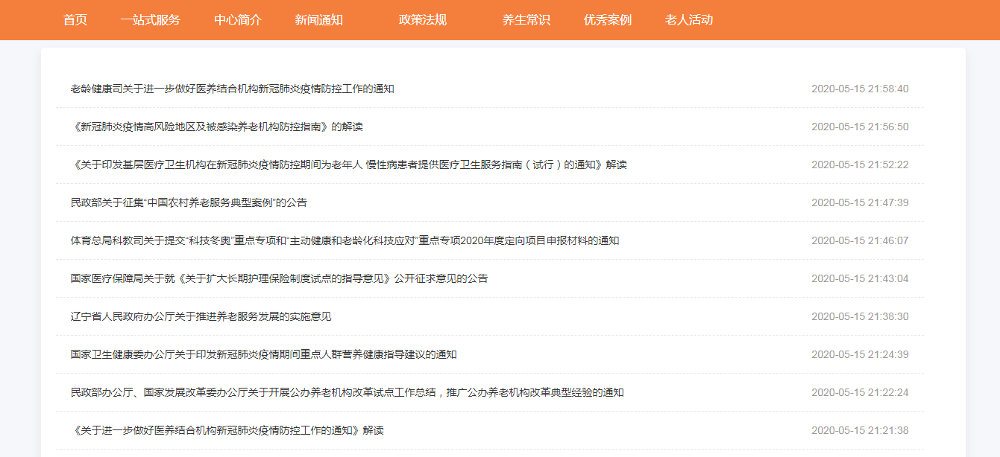 首页 一站式服务 中心简介 新闻通知 政策法规 养生常识 优秀案例 老人活动
老龄健康司关于进一步做好医养结合机构新冠肺炎疫情防控工作的通知 2020-05-15 21:58:40
《新冠肺炎疫情高风险地区及被感染养老机构防控指南》的解读 2020-05-15 21:56:50
《关于印发基层医疗卫生机构在新冠肺炎疫情防控期间为老年人 慢性病患者提供医疗卫生服务指南（试行）的通知》解读 2020-05-15 21:52:22
民政部关于征集“中国农村养老服务典型案例”的公告 2020-05-15 21:47:39
体育总局科教司关于提交“科技冬奥”重点专项和“主动健康和老龄化科技应对”重点专项2020年度定向项目申报材料的通知 2020-05-15 21:46:07
国家医疗保障局关于就《关于扩大长期护理保险制度试点的指导意见》公开征求意见的公告 2020-05-15 21:43:04
辽宁省人民政府办公厅关于推进养老服务发展的实施意见 2020-05-15 21:38:30
国家卫生健康委办公厅关于印发新冠肺炎疫情期间重点人群营养健康指导建议的通知 2020-05-15 21:24:39
民政部办公厅、国家发展改革委办公厅关于开展公办养老机构改革试点工作总结，推广公办养老机构改革典型经验的通知 2020-05-15 21:22:24
《关于进一步做好医养结合机构新冠肺炎疫情防控工作的通知》解读 2020-05-15 21:21:38